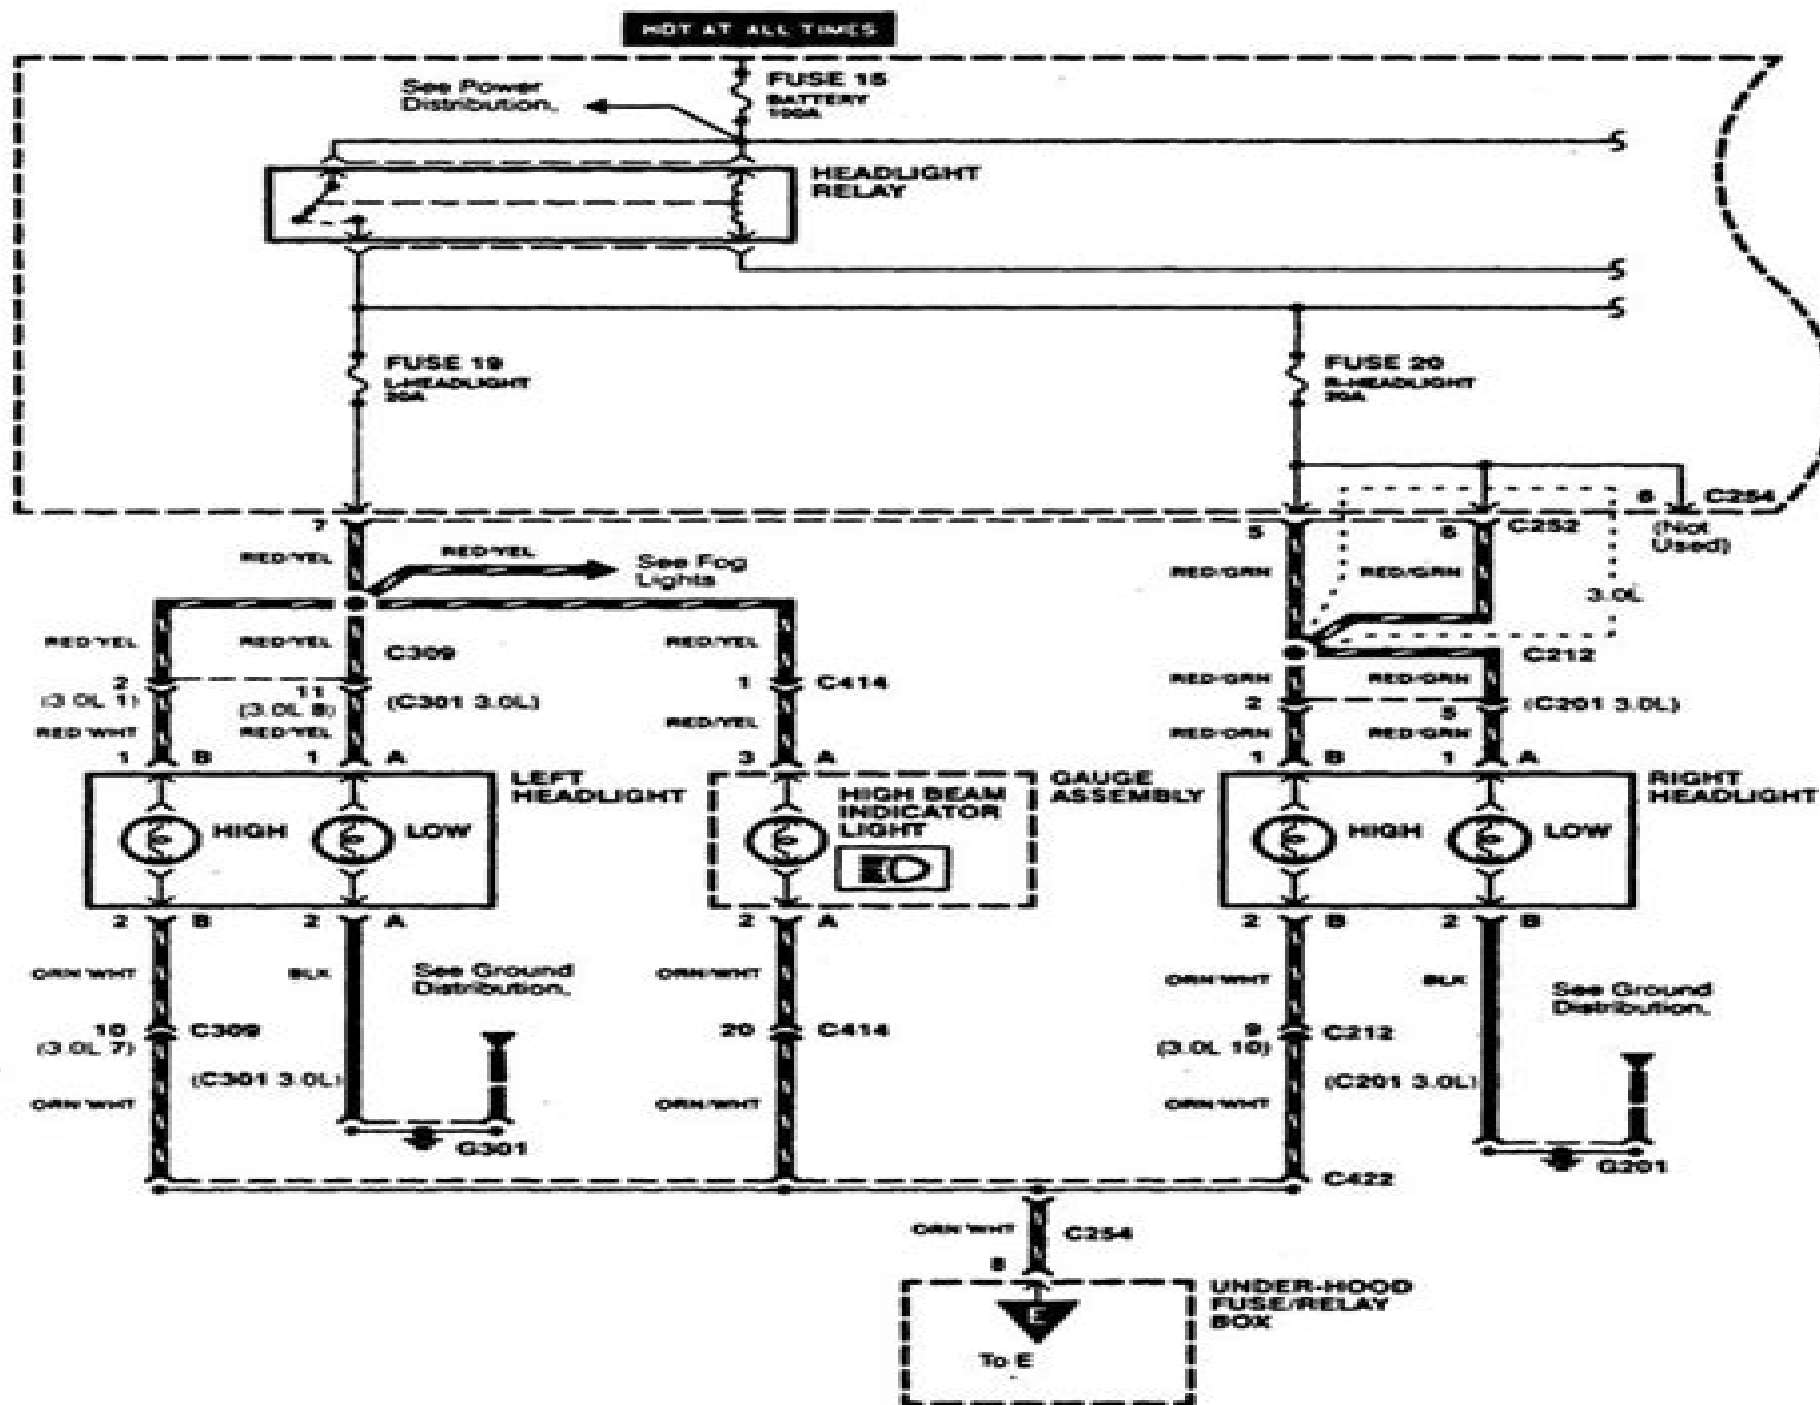 HOT AT ALL TIMES
See Power
Distribution.
FUSE 15
BATTERY
100A
HEADLIGHT
RELAY
FUSE 19
L-HEADLIGHT
20A
FUSE 20
R-HEADLIGHT
20A
7
5
6
C252
6
C254
(Not
Used)
RED/YEL
RED/YEL
See Fog
Lights
RED/GRN
RED/GRN
3.0L
RED/YEL
RED/YEL
C309
RED/YEL
C212
2
(3.0L 1)
11
(3.0L 8)
(C301 3.0L)
1
C414
RED/GRN
RED/GRN
2
5
(C201 3.0L)
RED/WHT
RED/YEL
RED/YEL
RED/GRN
RED/GRN
1 B 1 A
3 A
1 B 1 A
LEFT
HEADLIGHT
HIGH
LOW
HIGH BEAM
INDICATOR
LIGHT
GAUGE
ASSEMBLY
RIGHT
HEADLIGHT
HIGH
LOW
2 B 2 A
2 A
2 B 2 B
ORN/WHT
BLK
See Ground
Distribution.
ORN/WHT
ORN/WHT
BLK
See Ground
Distribution.
10
C309
(3.0L 7)
20
C414
9
C212
(3.0L 10)
(C301 3.0L)
(C201 3.0L)
ORN/WHT
ORN/WHT
ORN/WHT
G301
G201
C422
ORN/WHT
C254
8
UNDER-HOOD
FUSE/RELAY
BOX
E
To E